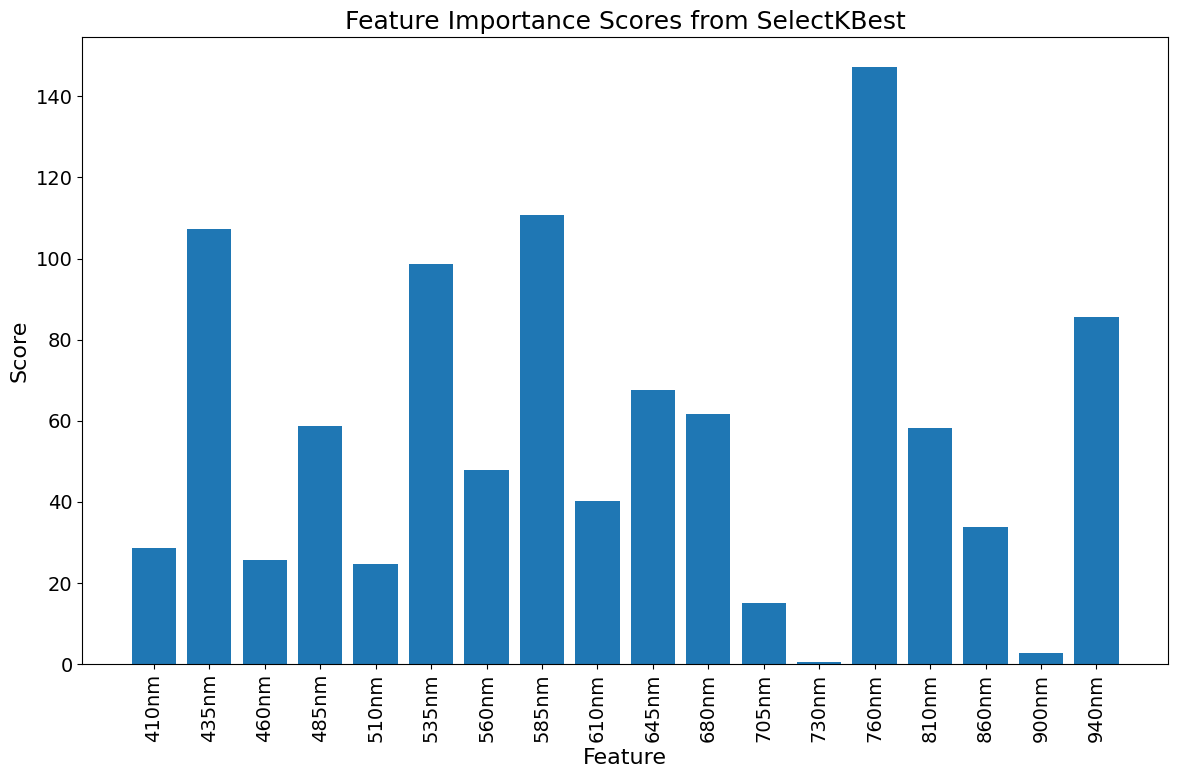 Feature Importance Scores from SelectKBest
Score
140
120
100
80
60
40
20
0
410nm
435nm
460nm
485nm
510nm
535nm
560nm
585nm
610nm
645nm
680nm
705nm
730nm
760nm
810nm
860nm
900nm
940nm
Feature